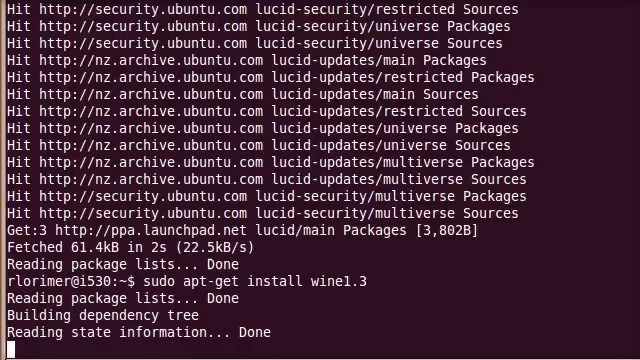 Hit http://security.ubuntu.com lucid-security/restricted Sources
Hit http://security.ubuntu.com lucid-security/universe Packages
Hit http://security.ubuntu.com lucid-security/universe Sources
Hit http://nz.archive.ubuntu.com lucid-updates/main Packages
Hit http://nz.archive.ubuntu.com lucid-updates/restricted Packages
Hit http://nz.archive.ubuntu.com lucid-updates/main Sources
Hit http://nz.archive.ubuntu.com lucid-updates/restricted Sources
Hit http://nz.archive.ubuntu.com lucid-updates/universe Packages
Hit http://nz.archive.ubuntu.com lucid-updates/universe Sources
Hit http://nz.archive.ubuntu.com lucid-updates/multiverse Packages
Hit http://nz.archive.ubuntu.com lucid-updates/multiverse Sources
Hit http://security.ubuntu.com lucid-security/multiverse Packages
Hit http://security.ubuntu.com lucid-security/multiverse Sources
Get:3 http://ppa.launchpad.net lucid/main Packages [3,802B]
Fetched 61.4kB in 2s (22.5kB/s)
Reading package lists... Done
rlorimer@i530:~$ sudo apt-get install wine1.3
Reading package lists... Done
Building dependency tree
Reading state information... Done